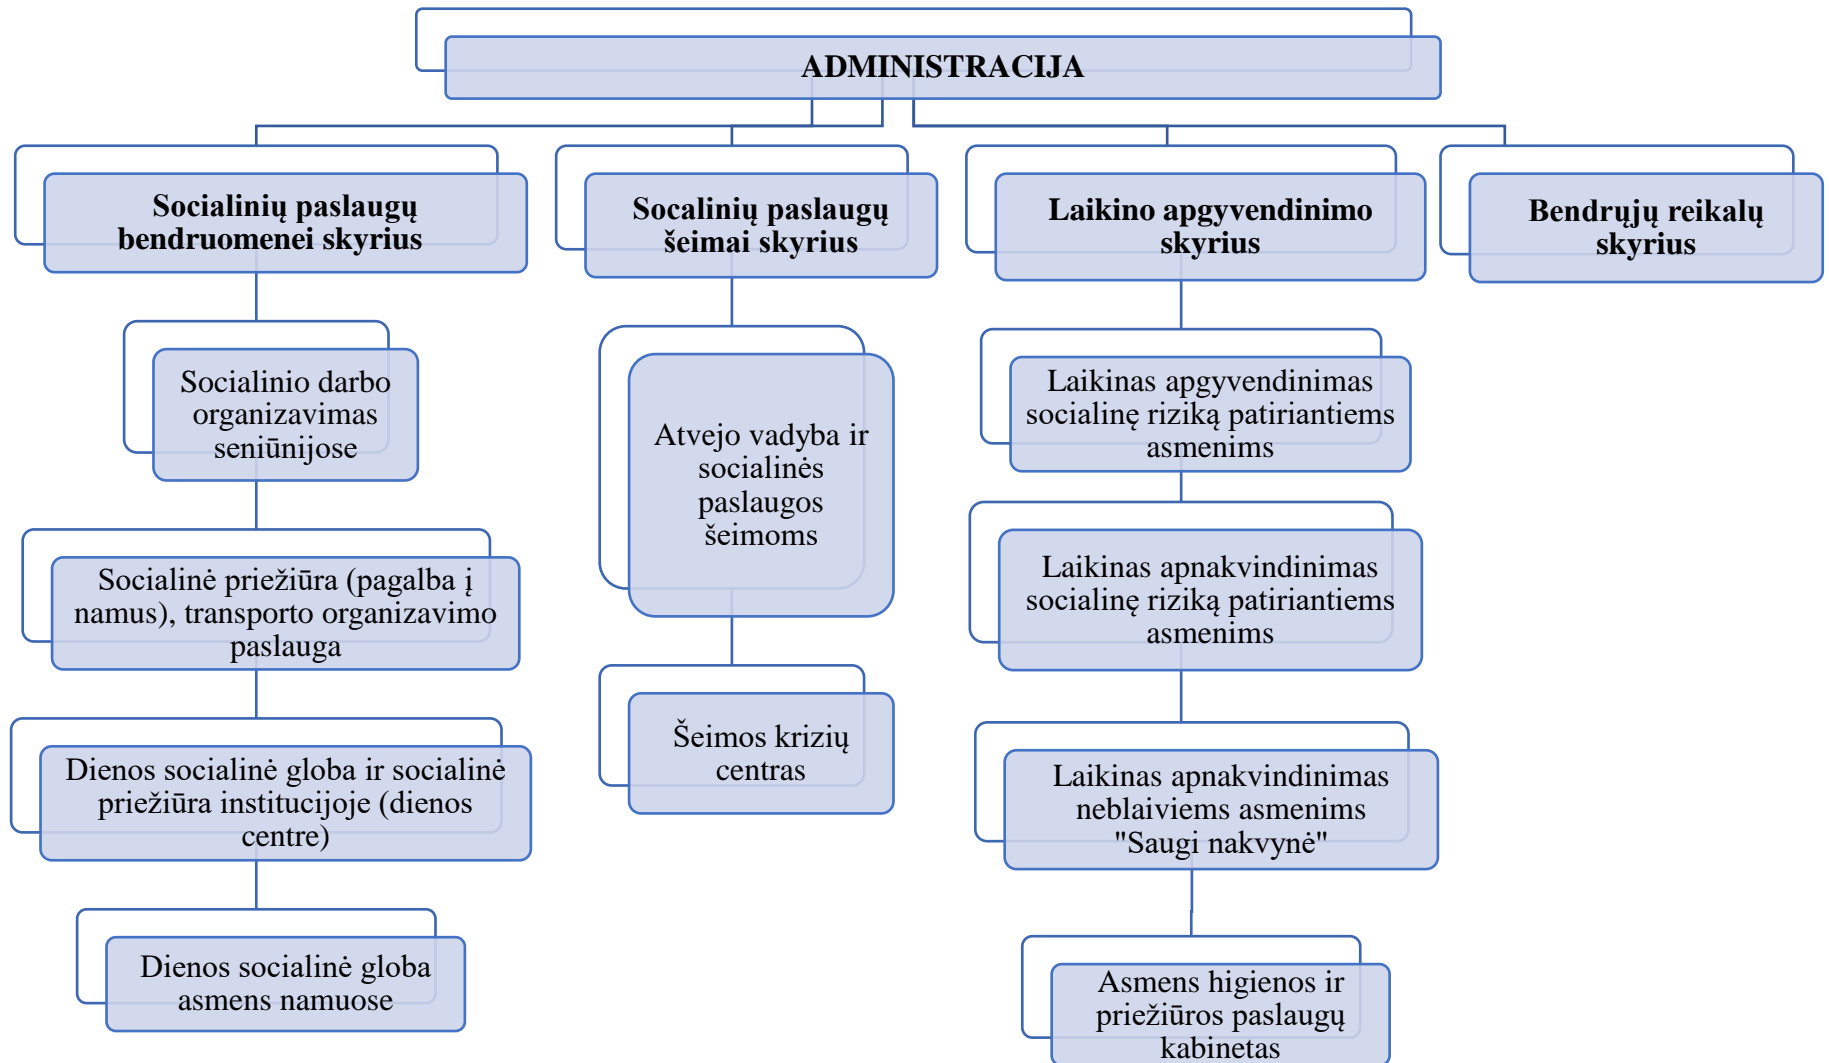 ADMINISTRACIJA
Socialinių paslaugų
bendruomenei skyrius
Socialinio darbo
organizavimas
seniūnijose
Socialinė priežiūra (pagalba į
namus), transporto organizavimo
paslauga
Dienos socialinė globa ir socialinė
priežiūra institucijoje (dienos
centre)
Dienos socialinė globa
asmens namuose
Socalinių paslaugų
šeimai skyrius
Atvejo vadyba ir
socialinės
paslaugos
šeimoms
Šeimos krizių
centras
Laikino apgyvendinimo
skyrius
Laikinas apgyvendinimas
socialinę riziką patiriantiems
asmenims
Laikinas apnakvindinimas
socialinę riziką patiriantiems
asmenims
Laikinas apnakvindinimas
neblaiviems asmenims
"Saugi nakvynė"
Asmens higienos ir
priežiūros paslaugų
kabinetas
Bendrųjų reikalų
skyrius